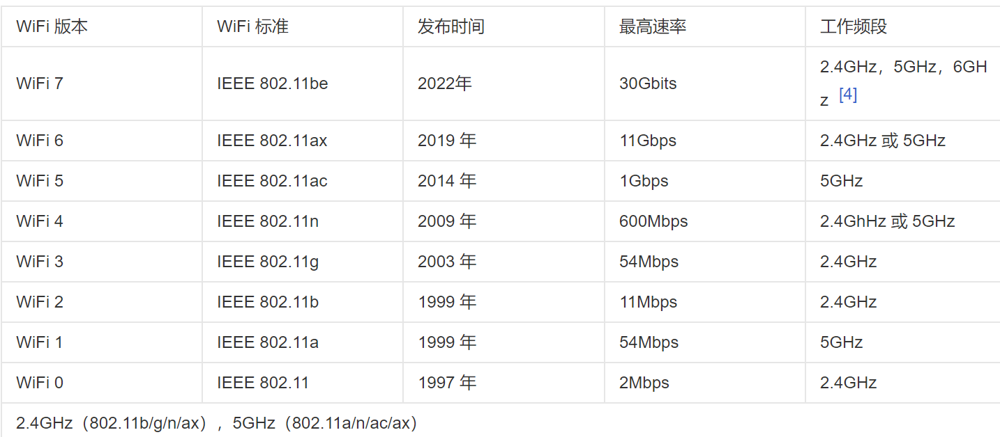 WiFi 版本 WiFi 标准 发布时间 最高速率 工作频段
WiFi 7 IEEE 802.11be 2022年 30Gbits 2.4GHz，5GHz，6GH
z [4]
WiFi 6 IEEE 802.11ax 2019 年 11Gbps 2.4GHz 或 5GHz
WiFi 5 IEEE 802.11ac 2014 年 1Gbps 5GHz
WiFi 4 IEEE 802.11n 2009 年 600Mbps 2.4GhHz 或 5GHz
WiFi 3 IEEE 802.11g 2003 年 54Mbps 2.4GHz
WiFi 2 IEEE 802.11b 1999 年 11Mbps 2.4GHz
WiFi 1 IEEE 802.11a 1999 年 54Mbps 5GHz
WiFi 0 IEEE 802.11 1997 年 2Mbps 2.4GHz
2.4GHz（802.11b/g/n/ax），5GHz（802.11a/n/ac/ax）